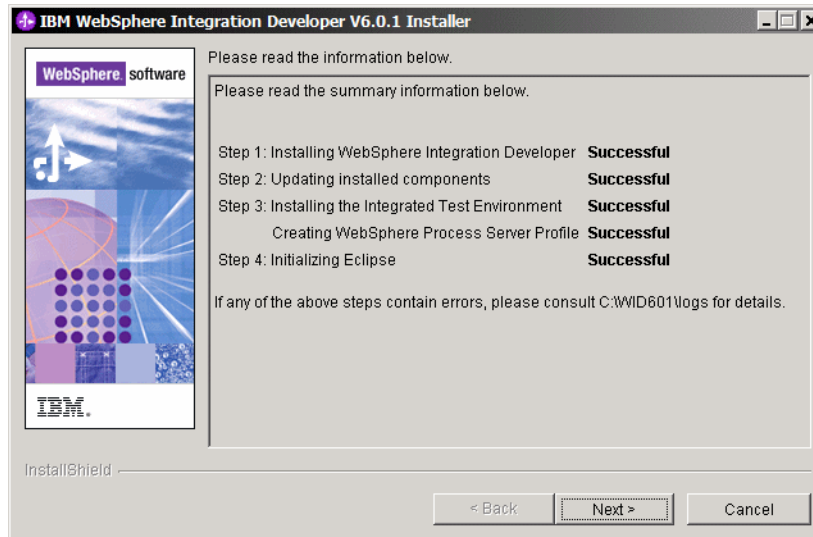 IBM WebSphere Integration Developer V6.0.1 Installer
WebSphere. software
IBM.
Please read the information below.
Please read the summary information below.
Step 1: Installing WebSphere Integration Developer Successful
Step 2: Updating installed components Successful
Step 3: Installing the Integrated Test Environment Successful
Creating WebSphere Process Server Profile Successful
Step 4: Initializing Eclipse Successful
If any of the above steps contain errors, please consult C:\WID601\logs for details.
InstallShield
< Back
Next >
Cancel